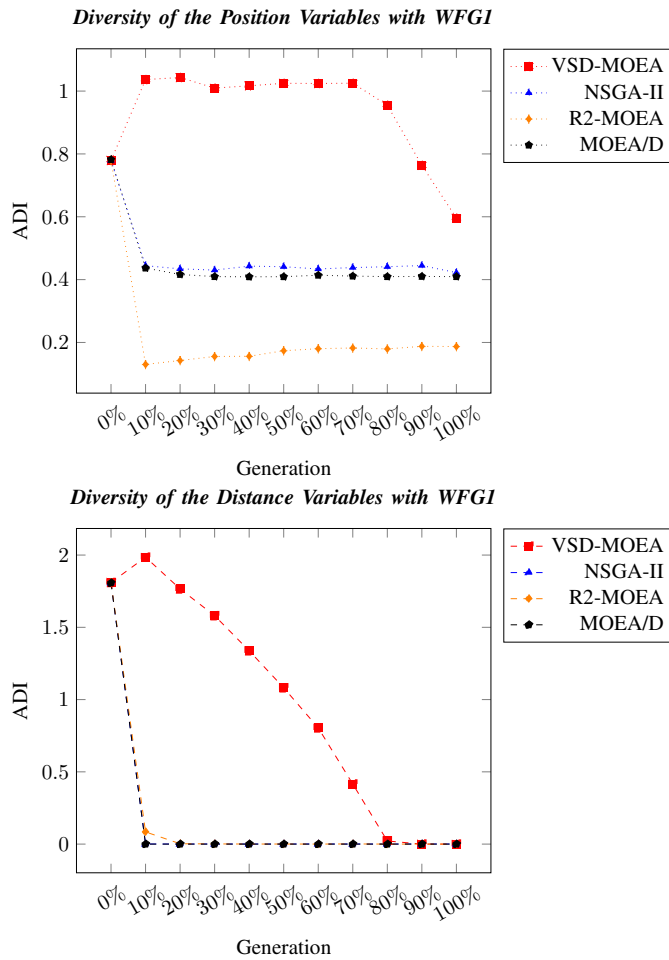 Diversity of the Position Variables with WFG1
VSD-MOEA
NSGA-II
R2-MOEA
MOEA/D
1
0.8
0.6
0.4
0.2
ADI
0% 10% 20% 30% 40% 50% 60% 70% 80% 90% 100%
Generation
Diversity of the Distance Variables with WFG1
VSD-MOEA
NSGA-II
R2-MOEA
MOEA/D
2
1.5
1
0.5
0
ADI
0% 10% 20% 30% 40% 50% 60% 70% 80% 90% 100%
Generation